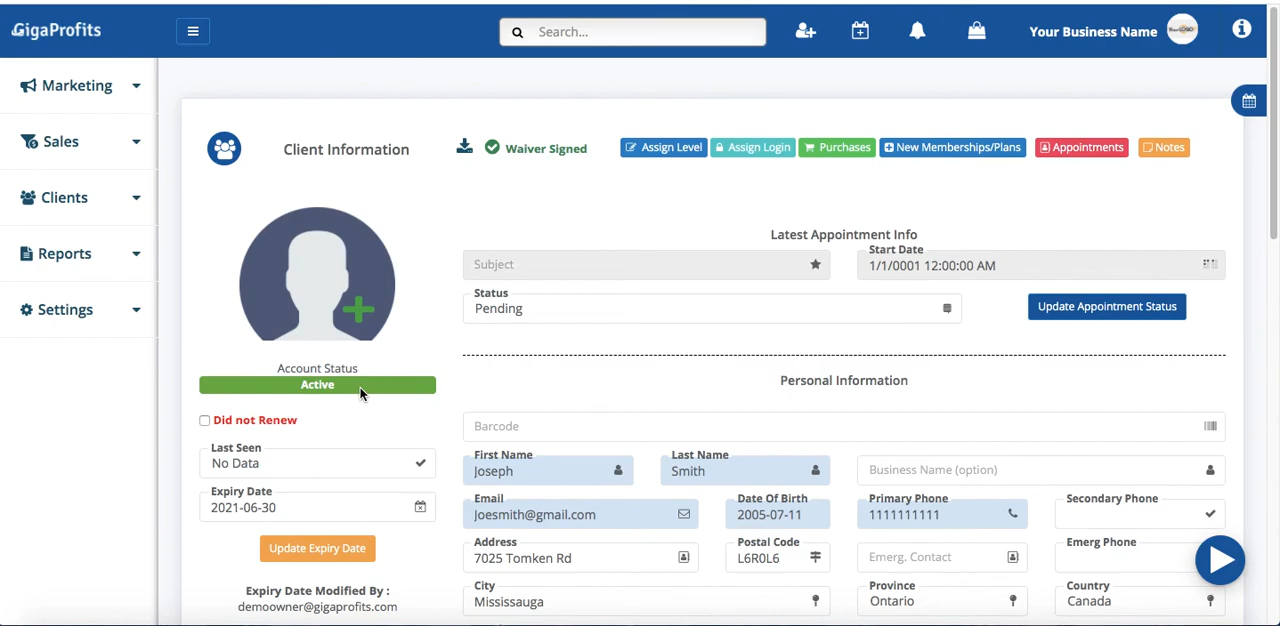 GigaProfits
Search...
Your Business Name
Marketing
Sales
Clients
Reports
Settings
Client Information
Waiver Signed
Assign Level
Assign Login
Purchases
New Memberships/Plans
Appointments
Notes
Latest Appointment Info
Subject
Start Date
1/1/0001 12:00:00 AM
Status
Pending
Update Appointment Status
Account Status
Active
Did not Renew
Last Seen
No Data
Expiry Date
2021-06-30
Update Expiry Date
Expiry Date Modified By :
demoowner@gigaprofits.com
Personal Information
Barcode
First Name
Joseph
Last Name
Smith
Business Name (option)
Email
Joesmith@gmail.com
Date Of Birth
2005-07-11
Primary Phone
1111111111
Secondary Phone
Address
7025 Tomken Rd
Postal Code
L6R0L6
Emerg. Contact
Emerg Phone
City
Mississauga
Province
Ontario
Country
Canada